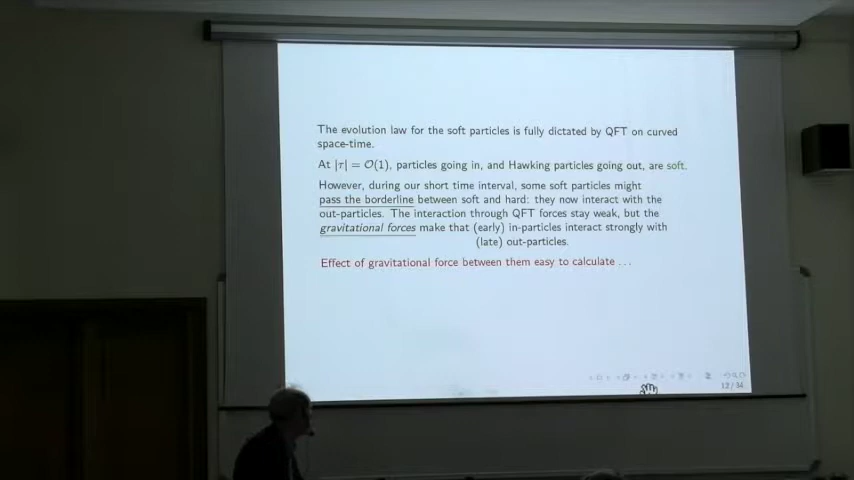 The evolution law for the soft particles is fully dictated by QFT on curved
space-time.
At |τ| = O(1), particles going in, and Hawking particles going out, are soft.
However, during our short time interval, some soft particles might
pass the borderline between soft and hard: they now interact with the
out-particles. The interaction through QFT forces stay weak, but the
gravitational forces make that (early) in-particles interact strongly with
(late) out-particles.
Effect of gravitational force between them easy to calculate ...
12 / 36